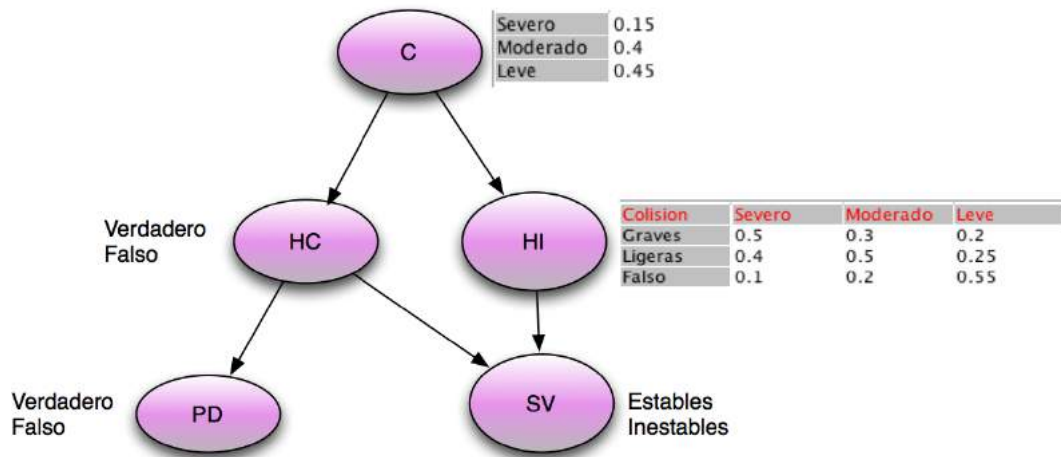 C
Severo 0.15
Moderado 0.4
Leve 0.45
Verdadero
Falso
HC
HI
Colision Severo Moderado Leve
Graves 0.5 0.3 0.2
Ligeras 0.4 0.5 0.25
Falso 0.1 0.2 0.55
Verdadero
Falso
PD
SV
Estables
Inestables